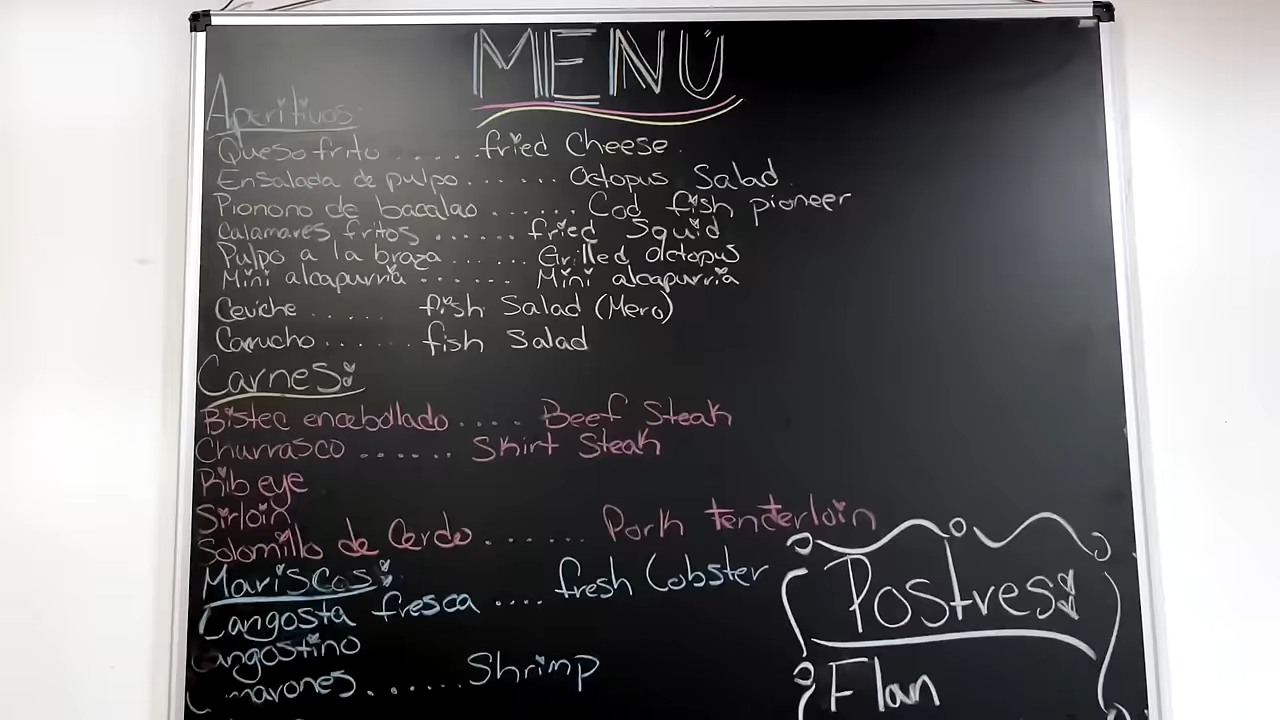 MENÚ
Aperitivos:
Queso frito ...... fried Cheese.
Ensalada de pulpo....... Octopus Salad
Pionono de bacalao ...... Cod fish pioneer
Calamares fritos ...... fried Squid
Pulpo a la braza ...... Grilled Octopus
Mini alcapurria ....... Mini alcapurria
Ceviche ...... fish Salad (Mero)
Carrucho ....... fish Salad
Carnes:
Bistec encebollado .... Beef Steak
Churrasco ...... Skirt Steak
Rib eye
Sirloin
Solomillo de Cerdo ...... Pork tenderloin
Mariscos:
Langosta fresca .... fresh Lobster
Langostino
Camarones ...... Shrimp
Postres:
Flan